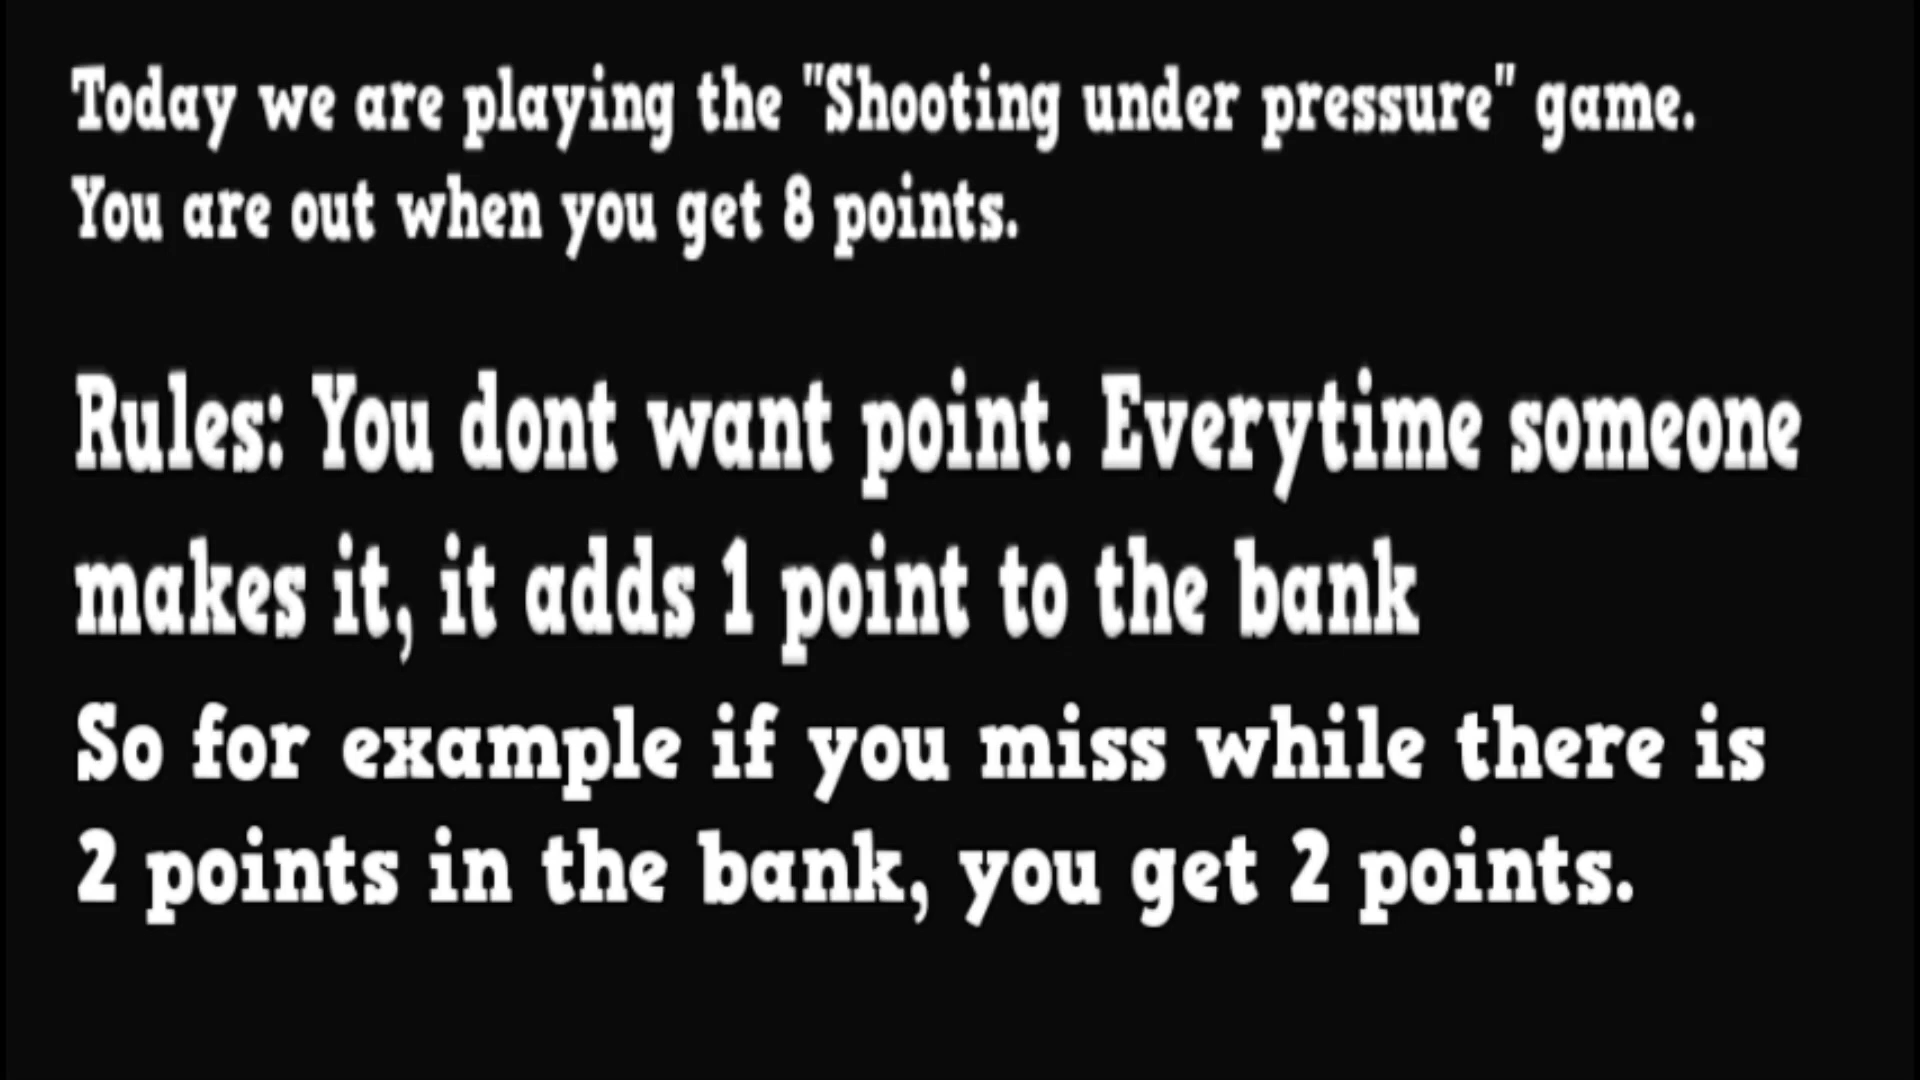 Today we are playing the "Shooting under pressure" game.
You are out when you get 8 points.
Rules: You dont want point. Everytime someone
makes it, it adds 1 point to the bank
So for example if you miss while there is
2 points in the bank, you get 2 points.